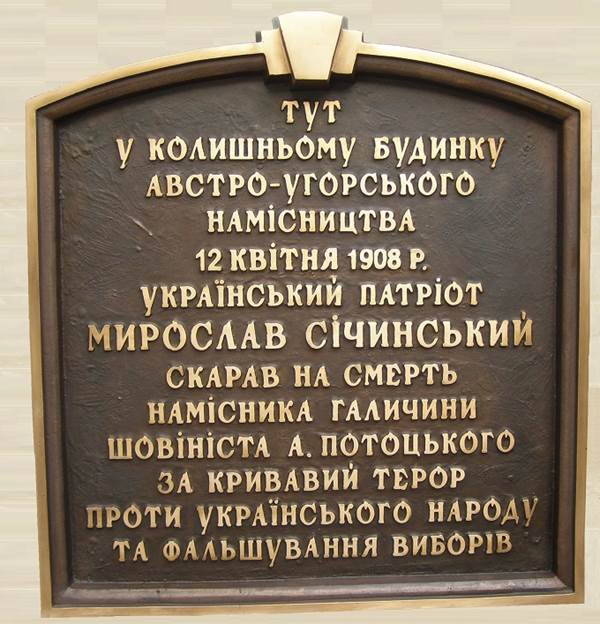 ТУТ
У КОЛИШНЬОМУ БУДИНКУ
АВСТРО-УГОРСЬКОГО
НАМІСНИЦТВА
12 КВІТНЯ 1908 Р.
УКРАЇНСЬКИЙ ПАТРІОТ
МИРОСЛАВ СІЧИНСЬКИЙ
СКАРАВ НА СМЕРТЬ
НАМІСНИКА ГАЛИЧИНИ
ШОВІНІСТА А. ПОТОЦЬКОГО
ЗА КРИВАВИЙ ТЕРОР
ПРОТИ УКРАЇНСЬКОГО НАРОДУ
ТА ФАЛЬШУВАННЯ ВИБОРІВ